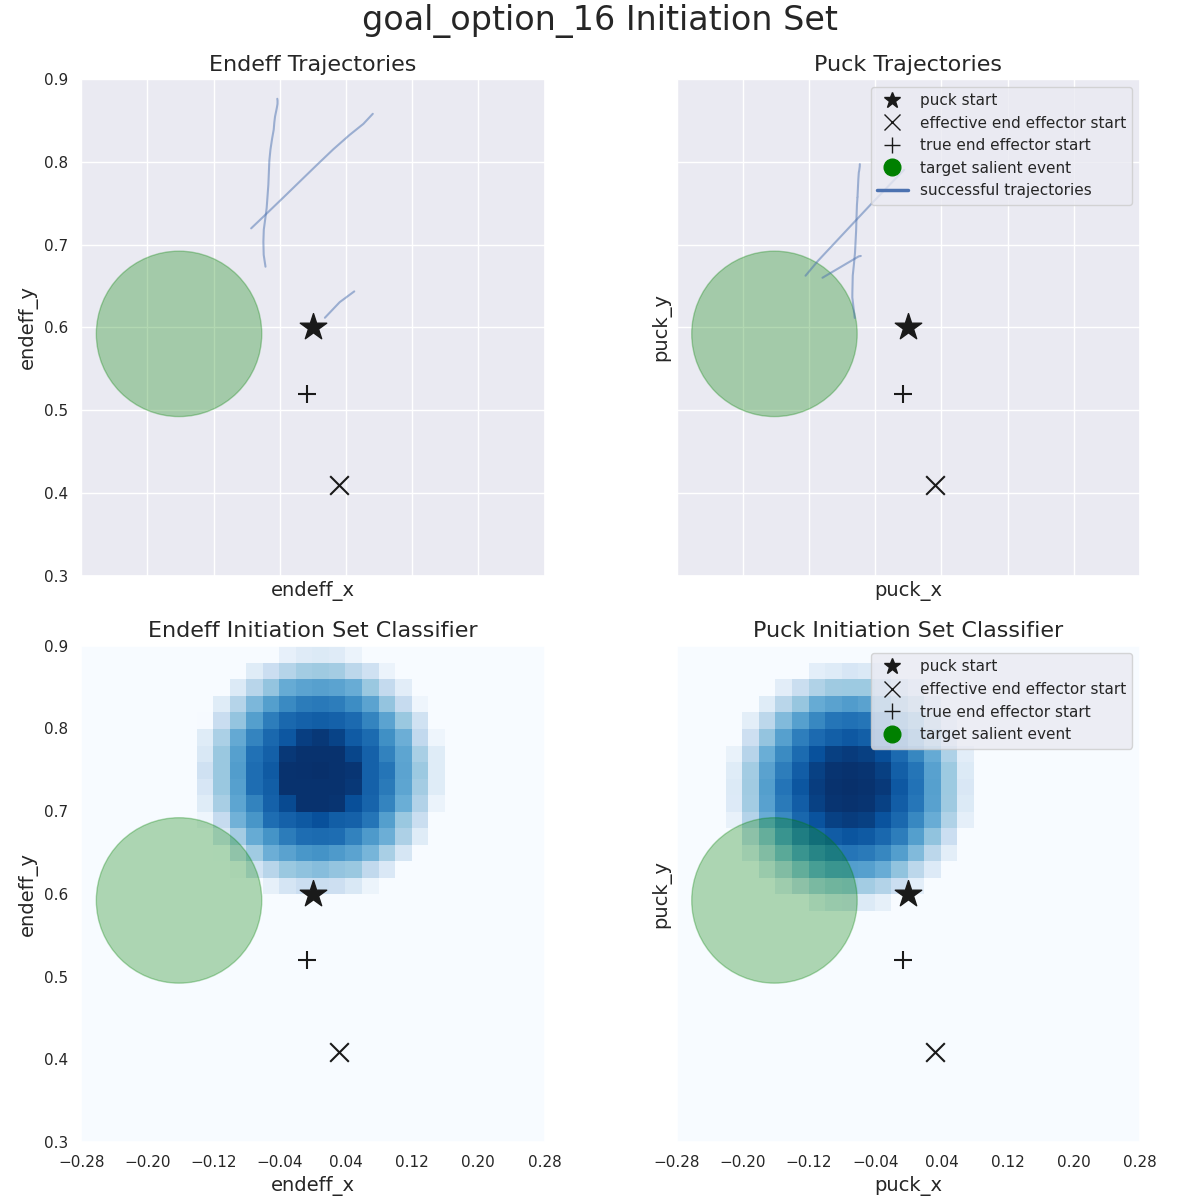 goal_option_16 Initiation Set
Endeff Trajectories
0.9
0.8
0.7
0.6
0.5
0.4
0.3
endeff_y
endeff_x
Puck Trajectories
puck start
effective end effector start
true end effector start
target salient event
successful trajectories
puck_y
puck_x
Endeff Initiation Set Classifier
0.9
0.8
0.7
0.6
0.5
0.4
0.3
endeff_y
−0.28 −0.20 −0.12 −0.04 0.04 0.12 0.20 0.28
endeff_x
Puck Initiation Set Classifier
puck start
effective end effector start
true end effector start
target salient event
puck_y
−0.28 −0.20 −0.12 −0.04 0.04 0.12 0.20 0.28
puck_x